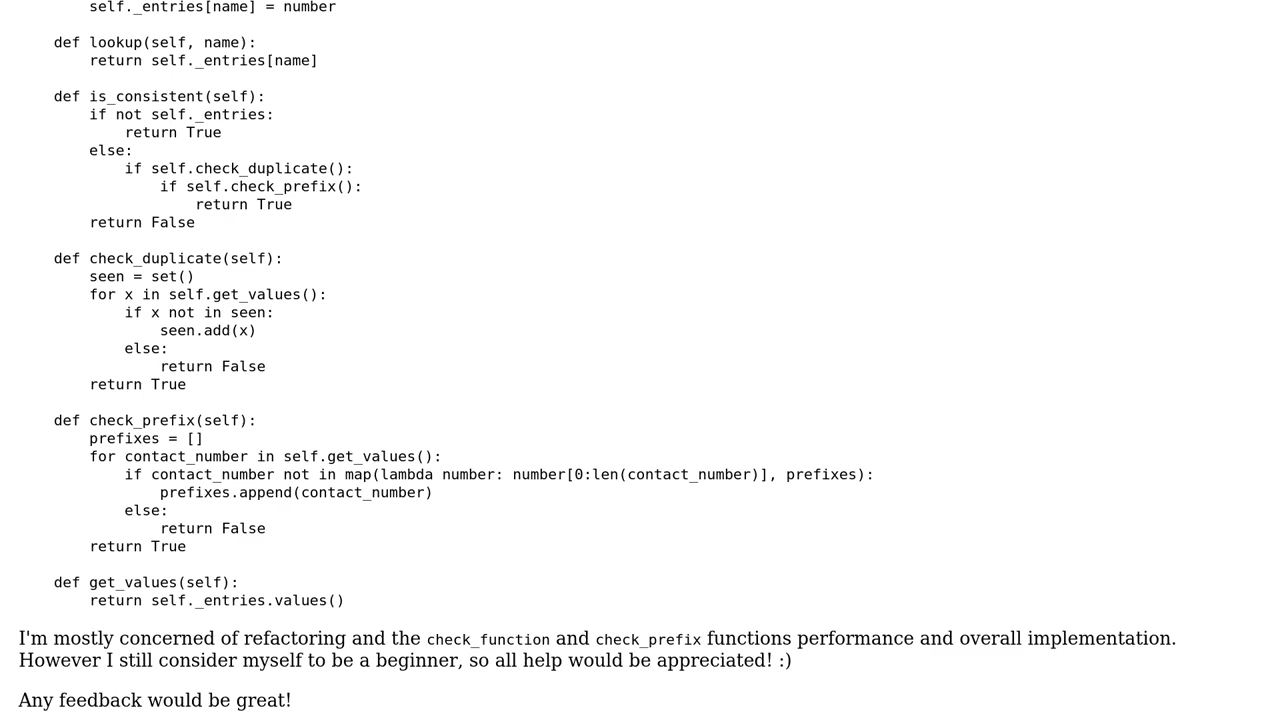 self._entries[name] = number

    def lookup(self, name):
        return self._entries[name]

    def is_consistent(self):
        if not self._entries:
            return True
        else:
            if self.check_duplicate():
                if self.check_prefix():
                    return True
        return False

    def check_duplicate(self):
        seen = set()
        for x in self.get_values():
            if x not in seen:
                seen.add(x)
            else:
                return False
        return True

    def check_prefix(self):
        prefixes = []
        for contact_number in self.get_values():
            if contact_number not in map(lambda number: number[0:len(contact_number)], prefixes):
                prefixes.append(contact_number)
            else:
                return False
        return True

    def get_values(self):
        return self._entries.values()

I'm mostly concerned of refactoring and the check_function and check_prefix functions performance and overall implementation.
However I still consider myself to be a beginner, so all help would be appreciated! :)

Any feedback would be great!